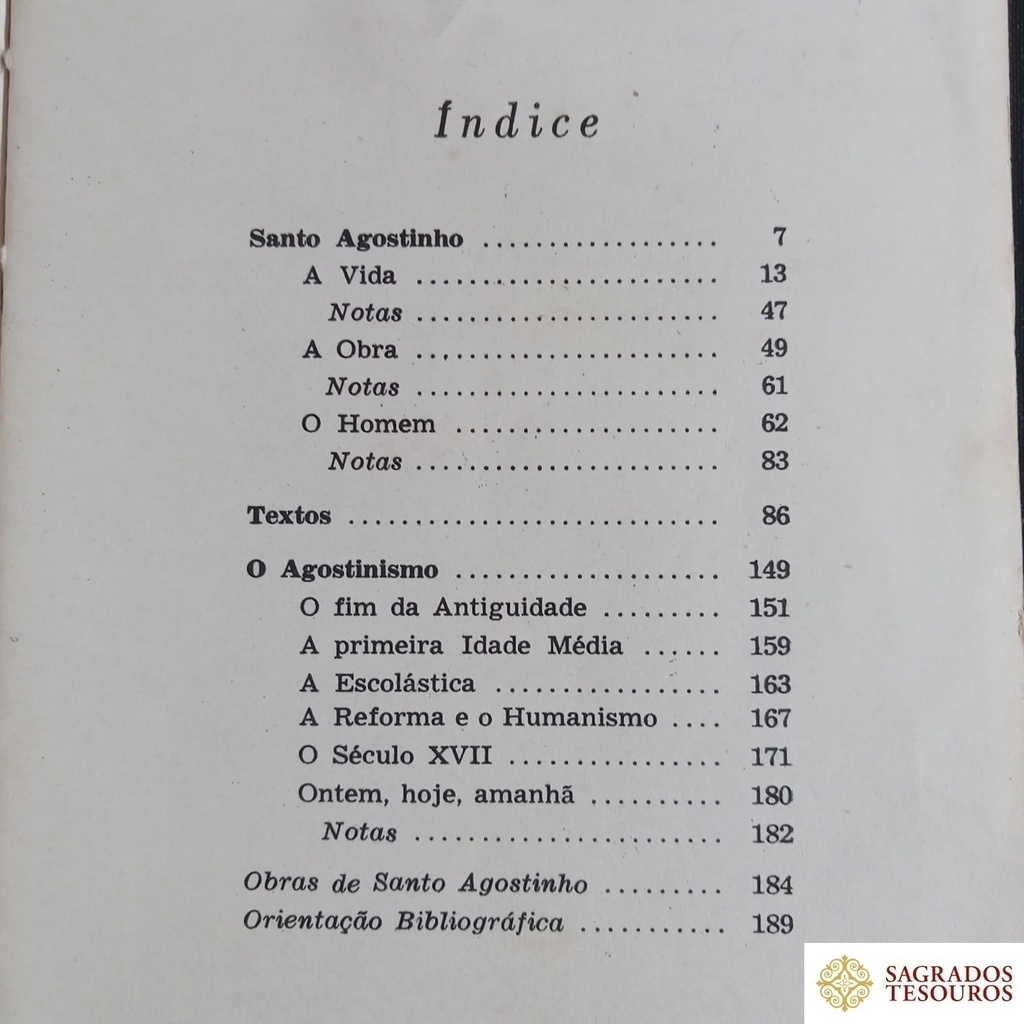 Índice
Santo Agostinho .................. 7
A Vida ....................... 13
Notas ....................... 47
A Obra ....................... 49
Notas ....................... 61
O Homem .................... 62
Notas ....................... 83
Textos ............................ 86
O Agostinismo .................... 149
O fim da Antiguidade ......... 151
A primeira Idade Média ...... 159
A Escolástica ................. 163
A Reforma e o Humanismo .... 167
O Século XVII ................ 171
Ontem, hoje, amanhã .......... 180
Notas ........................ 182
Obras de Santo Agostinho ......... 184
Orientação Bibliográfica ........... 189
SAGRADOS
TESOUROS